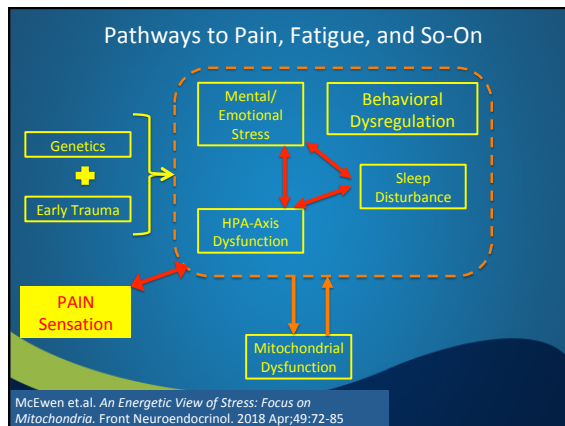 Pathways to Pain, Fatigue, and So-On
Mental/
Emotional
Stress
Behavioral
Dysregulation
Genetics
Early Trauma
Sleep
Disturbance
HPA-Axis
Dysfunction
PAIN
Sensation
Mitochondrial
Dysfunction
McEwen et.al. An Energetic View of Stress: Focus on
Mitochondria. Front Neuroendocrinol. 2018 Apr;49:72-85